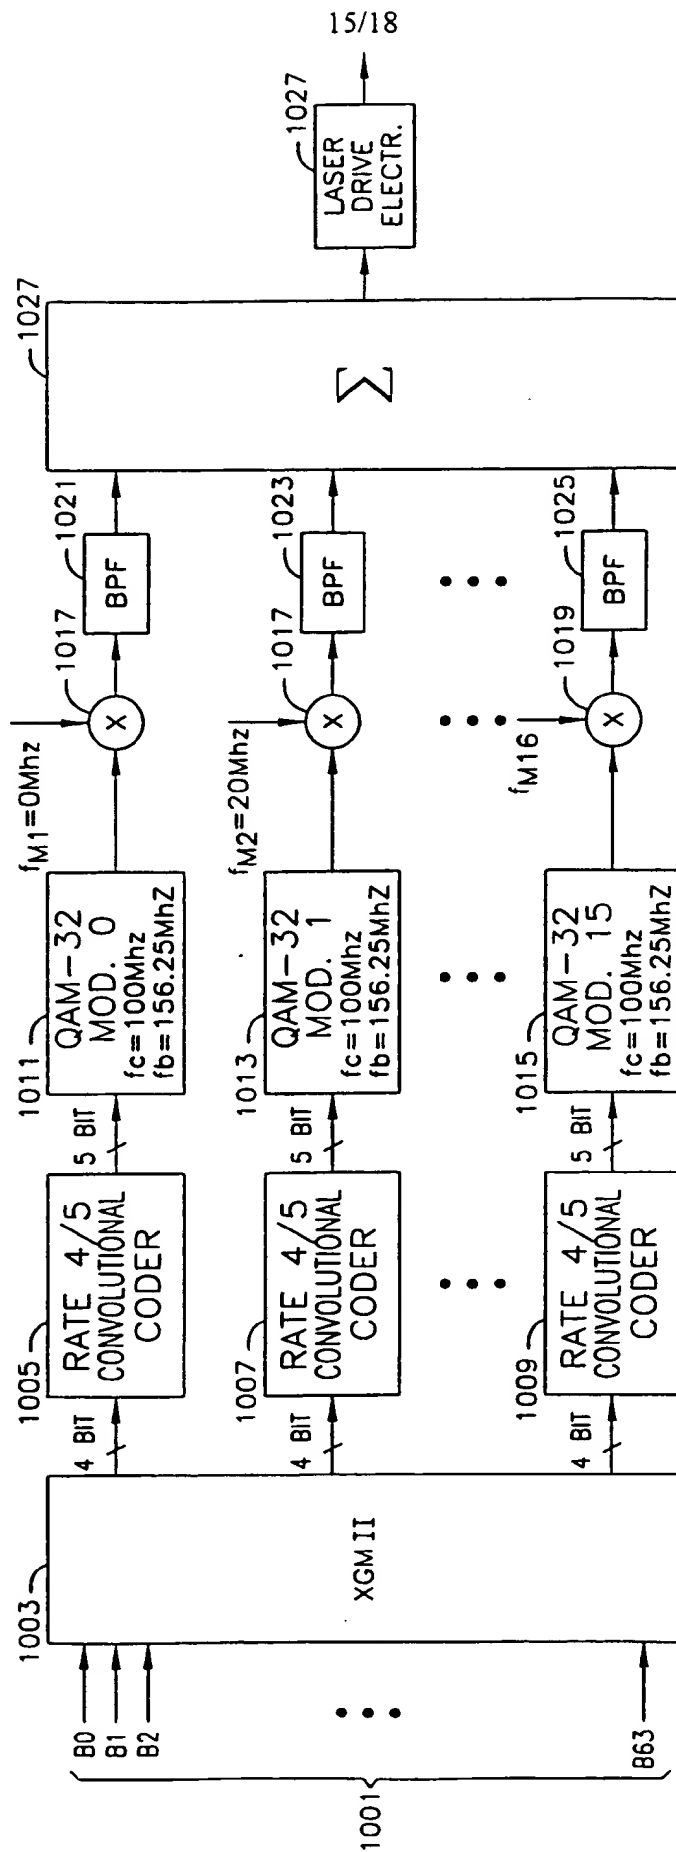 15/18
1001
B0
B1
B2
B63
1003
XGM II
4 BIT
1005
RATE 4/5
CONVOLUTIONAL
CODER
5 BIT
1011
QAM-32
MOD. 0
fc=100Mhz
fb=156.25MhZ
fM1=0Mhz
1017
X
1021
BPF
4 BIT
1007
RATE 4/5
CONVOLUTIONAL
CODER
5 BIT
1013
QAM-32
MOD. 1
fc=100Mhz
fb=156.25MhZ
fM2=20Mhz
1017
X
1023
BPF
4 BIT
1009
RATE 4/5
CONVOLUTIONAL
CODER
5 BIT
1015
QAM-32
MOD. 15
fc=100Mhz
fb=156.25MhZ
fM16
1019
X
1025
BPF
1027
Σ
1027
LASER
DRIVE
ELECTR.